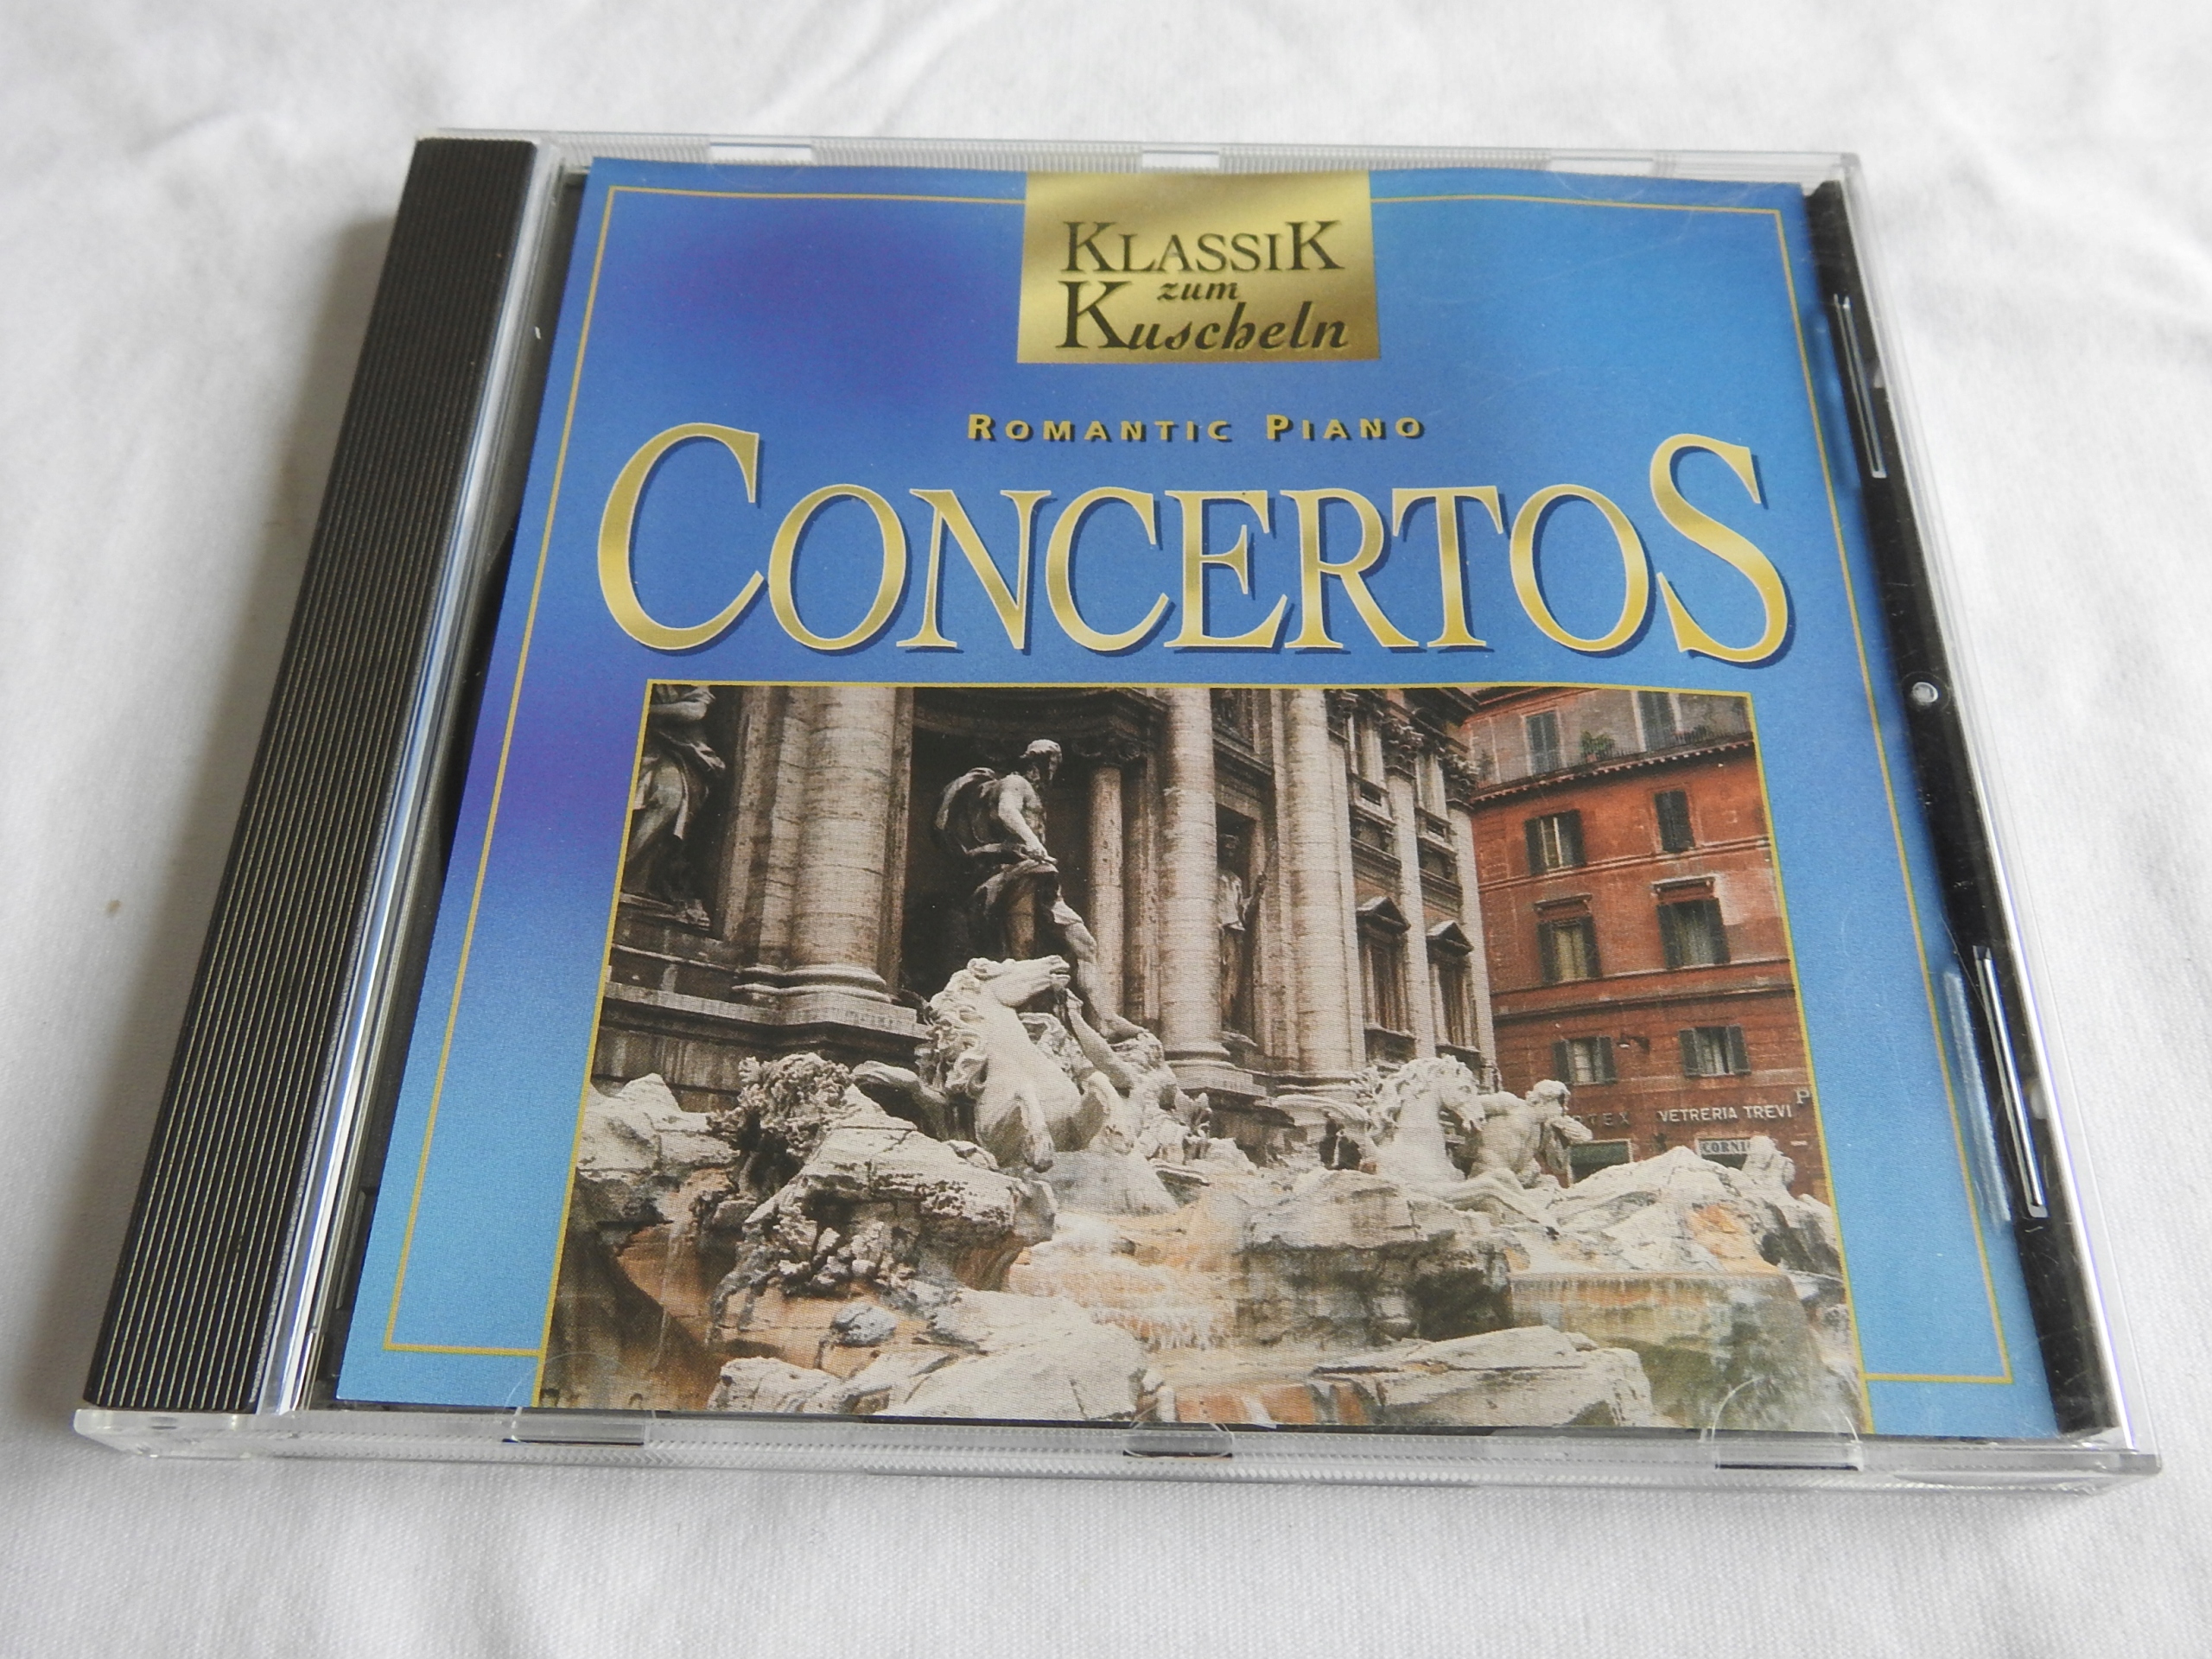 KLASSIK
zum
Kuscheln
ROMANTIC PIANO
CONCERTOS
VETRERIA TREVI